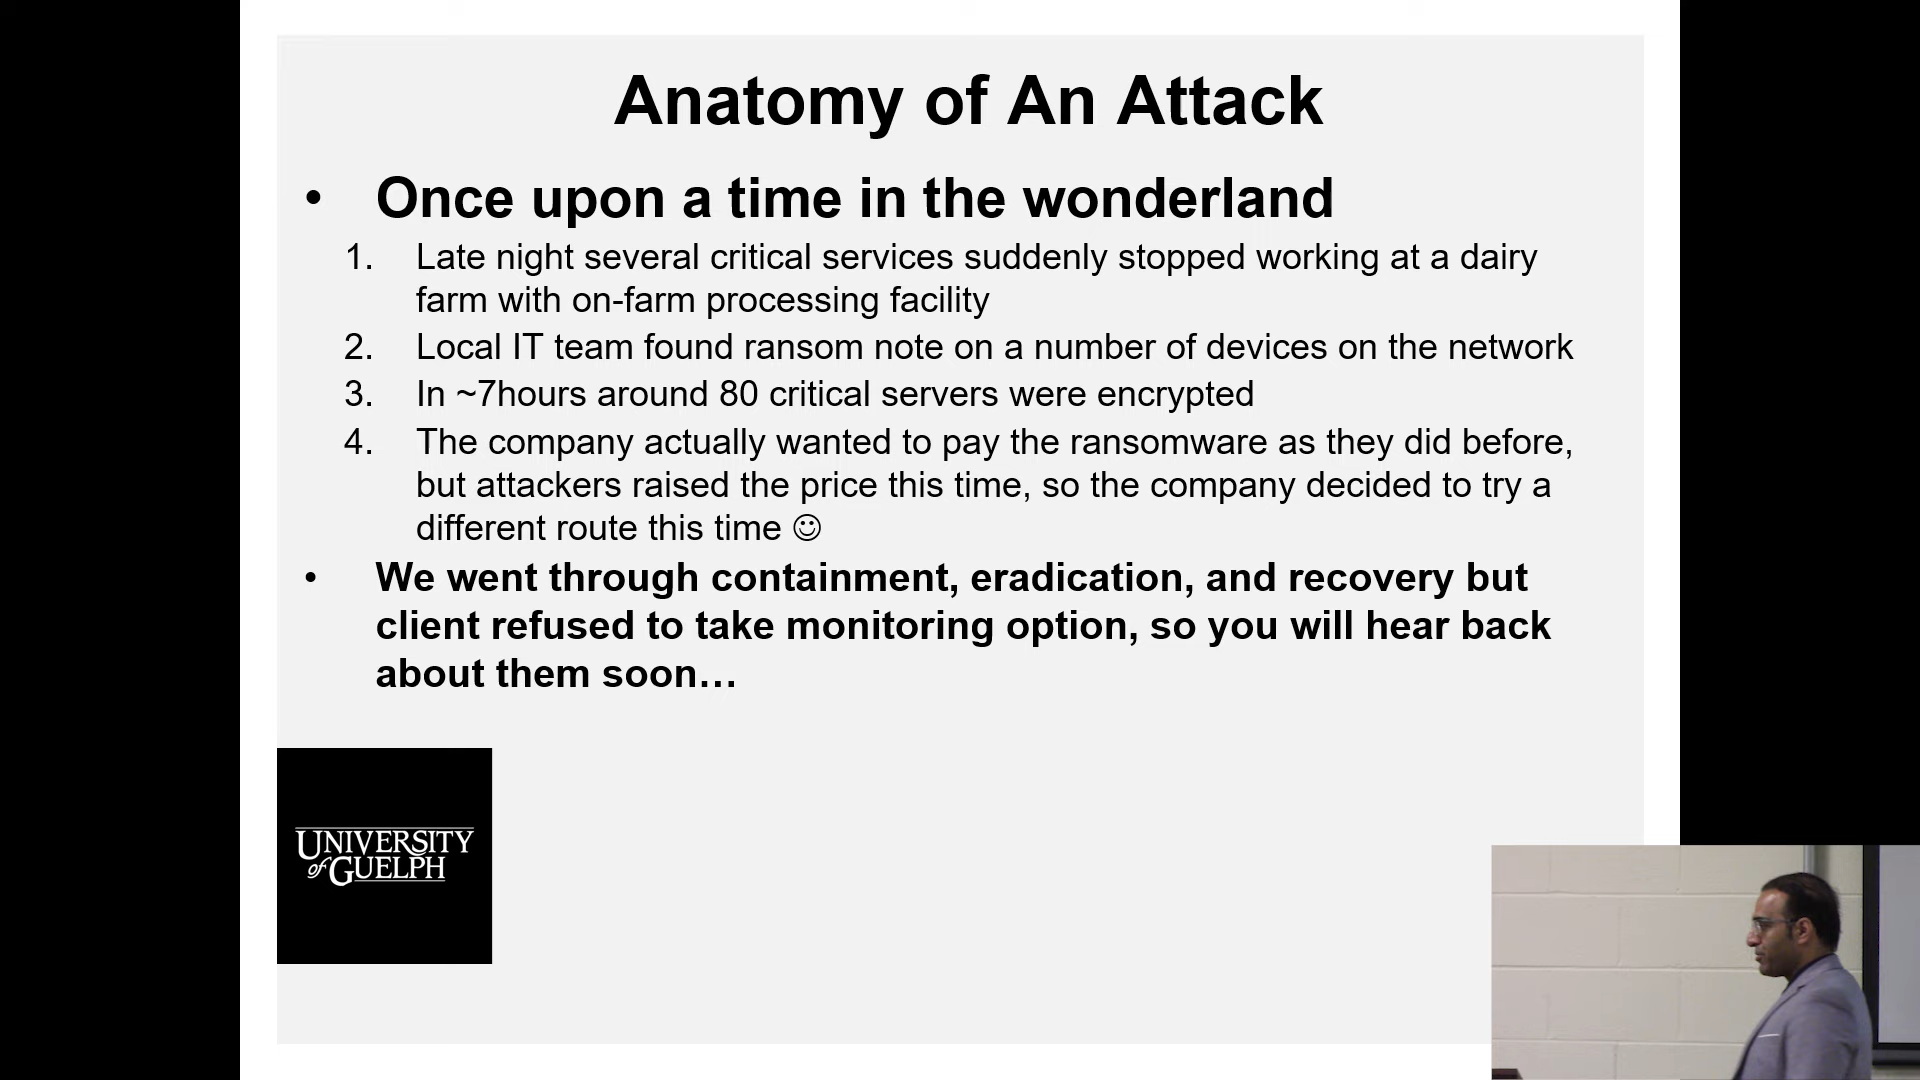 Anatomy of An Attack
• Once upon a time in the wonderland
1. Late night several critical services suddenly stopped working at a dairy
farm with on-farm processing facility
2. Local IT team found ransom note on a number of devices on the network
3. In ~7hours around 80 critical servers were encrypted
4. The company actually wanted to pay the ransomware as they did before,
but attackers raised the price this time, so the company decided to try a
different route this time ☺
• We went through containment, eradication, and recovery but
client refused to take monitoring option, so you will hear back
about them soon…
UNIVERSITY
of GUELPH